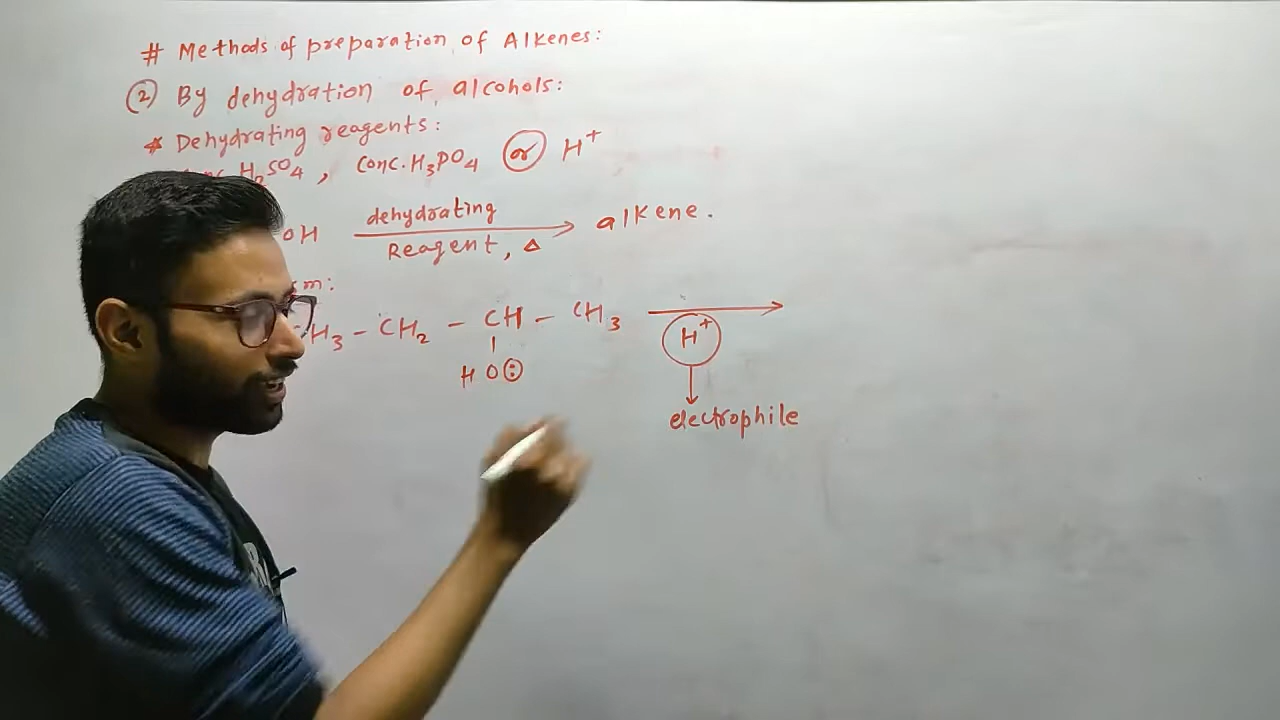 # Methods of preparation of Alkenes:
(2) By dehydration of alcohols:
* Dehydrating reagents:
H2SO4, Conc. H3PO4 or H+
OH dehydrating Reagent, Δ → alkene.
H3 - CH2 - CH - CH3 → H+
HO:
electrophile